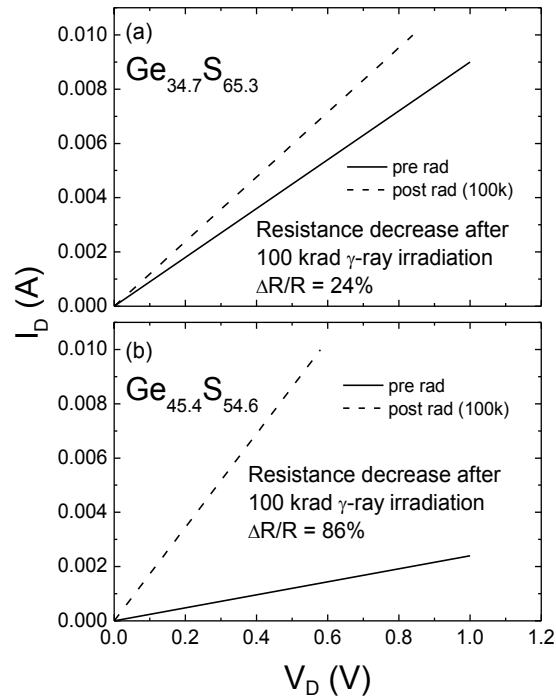 0.010
(a)
Ge34.7S65.3
0.008
0.006
pre rad
post rad (100k)
0.004
Resistance decrease after
100 krad γ-ray irradiation
ΔR/R = 24%
0.002
0.000
I_D (A)
0.010
(b)
Ge45.4S54.6
pre rad
post rad (100k)
0.008
0.006
Resistance decrease after
100 krad γ-ray irradiation
ΔR/R = 86%
0.004
0.002
0.000
0.0 0.2 0.4 0.6 0.8 1.0 1.2
V_D (V)